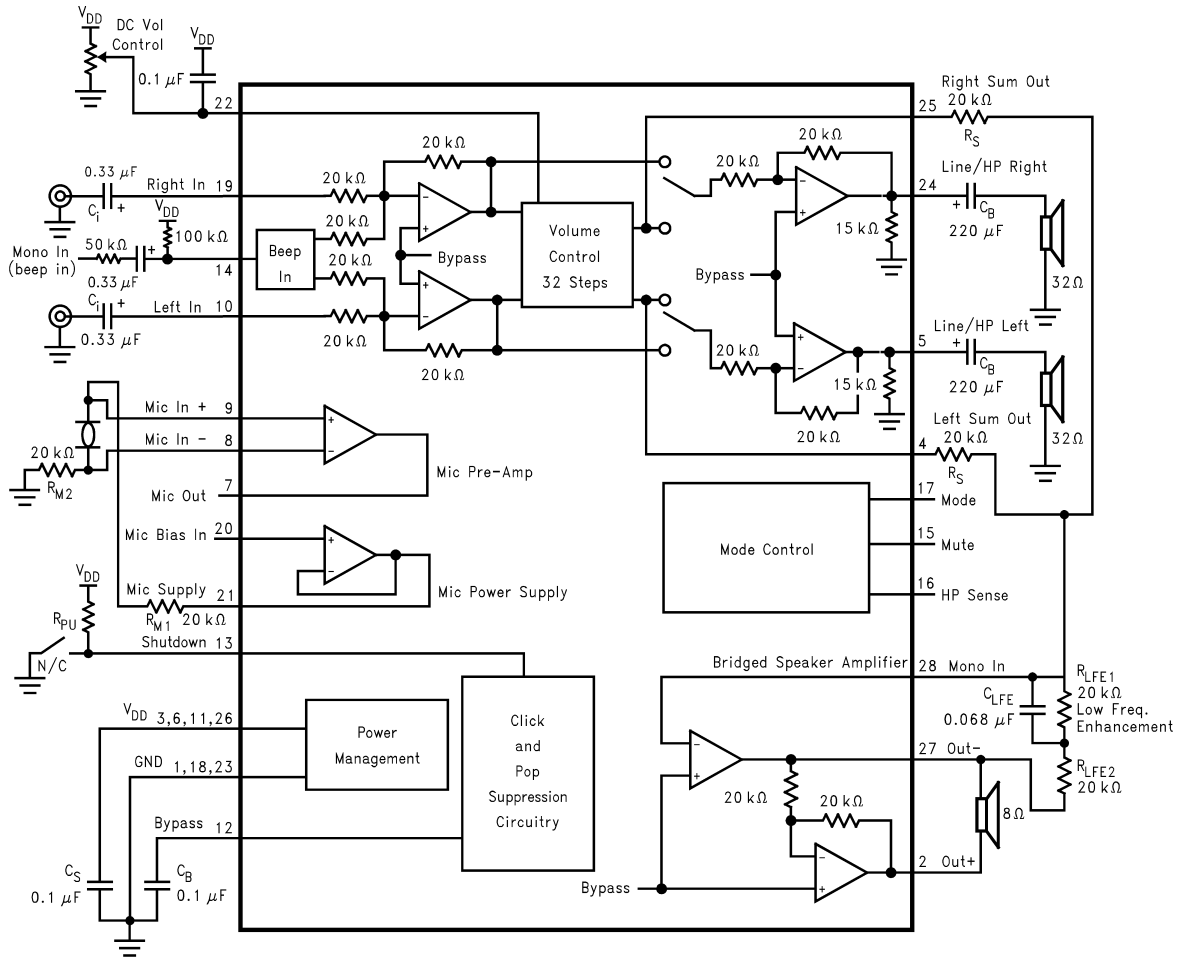 VDD
DC Vol
Control
VDD
0.1 µF
22
Right Sum Out
25
20 kΩ
RS
20 kΩ
20 kΩ
20 kΩ
Line/HP Right
24
CB
220 µF
15 kΩ
32Ω
0.33 µF
Right In 19
Ci
20 kΩ
VDD
100 kΩ
20 kΩ
50 kΩ
Mono In
(beep in)
0.33 µF
14
Beep
In
20 kΩ
Bypass
Volume
Control
32 Steps
Bypass
Ci
Left In 10
0.33 µF
20 kΩ
20 kΩ
20 kΩ
Line/HP Left
5
CB
220 µF
15 kΩ
20 kΩ
32Ω
Left Sum Out
4
20 kΩ
RS
Mic In + 9
Mic In - 8
20 kΩ
RM2
7
Mic Out
Mic Pre-Amp
Mic Bias In 20
Mic Supply 21
RM1 20 kΩ
Mic Power Supply
Mode Control
17
Mode
15
Mute
16
HP Sense
VDD
RPU
N/C
Shutdown 13
Bridged Speaker Amplifier
28 Mono In
RLFE1
20 kΩ
Low Freq.
Enhancement
CLFE
0.068 µF
VDD 3,6,11,26
GND 1,18,23
Bypass 12
Power
Management
Click
and
Pop
Suppression
Circuitry
27 Out-
RLFE2
20 kΩ
20 kΩ
20 kΩ
8Ω
2 Out+
Bypass
CS
0.1 µF
CB
0.1 µF